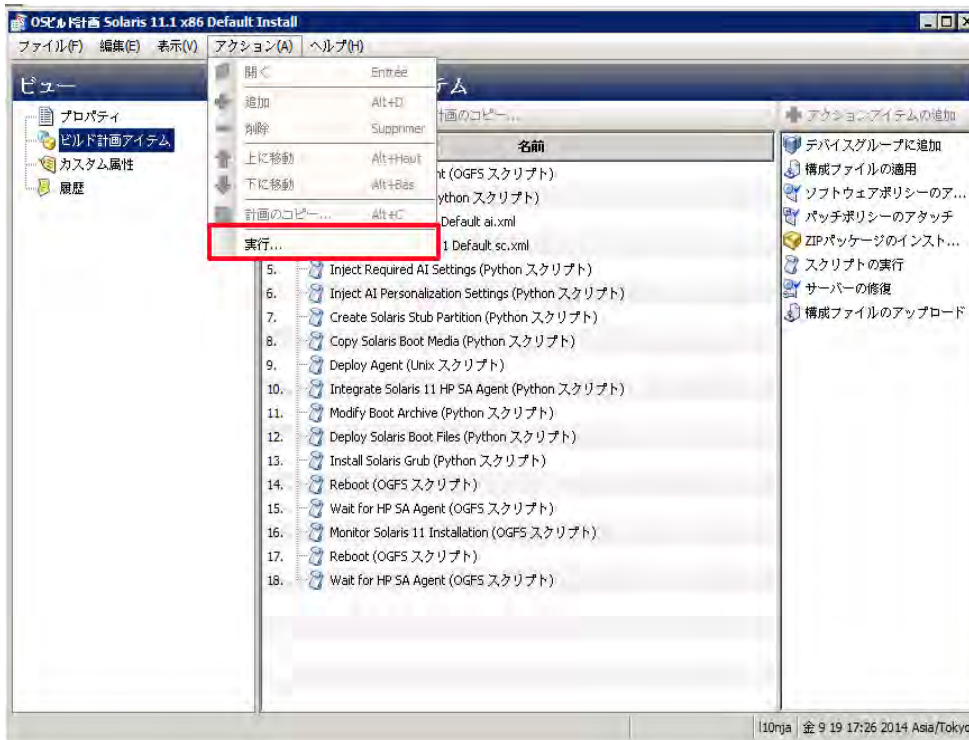 OSビルド計画 Solaris 11.1 x86 Default Install
ファイル(F) 編集(E) 表示(V) アクション(A) ヘルプ(H)
ビュー
プロパティ
ビルド計画アイテム
カスタム属性
履歴
開く Entrée
追加 Alt+D
削除 Supprimer
上に移動 Alt+Haut
下に移動 Alt+Bas
計画のコピー... Alt+C
実行...
テム
計画のコピー...
名前
nt (OGFS スクリプト)
ython スクリプト)
Default ai.xml
1 Default sc.xml
5. Inject Required AI Settings (Python スクリプト)
6. Inject AI Personalization Settings (Python スクリプト)
7. Create Solaris Stub Partition (Python スクリプト)
8. Copy Solaris Boot Media (Python スクリプト)
9. Deploy Agent (Unix スクリプト)
10. Integrate Solaris 11 HP SA Agent (Python スクリプト)
11. Modify Boot Archive (Python スクリプト)
12. Deploy Solaris Boot Files (Python スクリプト)
13. Install Solaris Grub (Python スクリプト)
14. Reboot (OGFS スクリプト)
15. Wait for HP SA Agent (OGFS スクリプト)
16. Monitor Solaris 11 Installation (OGFS スクリプト)
17. Reboot (OGFS スクリプト)
18. Wait for HP SA Agent (OGFS スクリプト)
アクションアイテムの追加
デバイスグループに追加
構成ファイルの適用
ソフトウェアポリシーのア...
パッチポリシーのアタッチ
ZIPパッケージのインスト...
スクリプトの実行
サーバーの修復
構成ファイルのアップロード
l10nja 金 9 19 17:26 2014 Asia/Tokyo